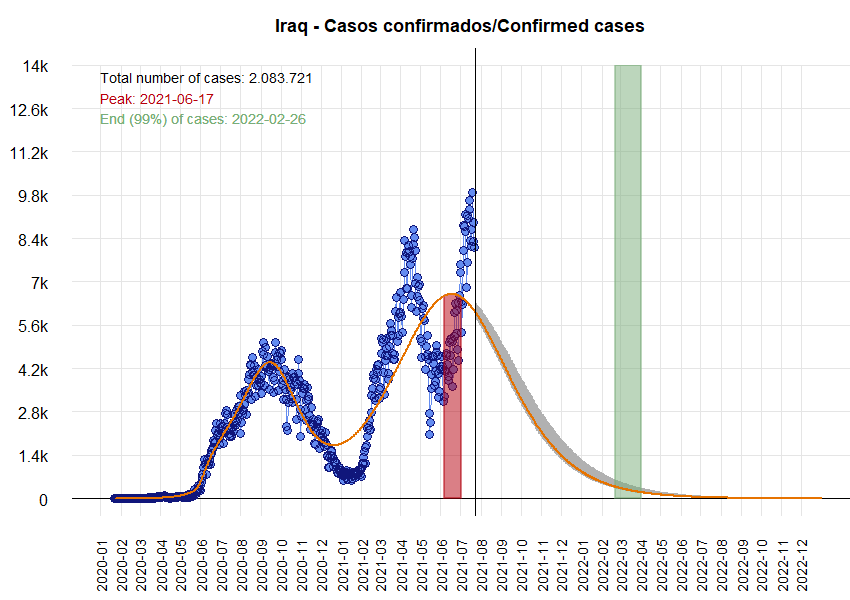 Iraq - Casos confirmados/Confirmed cases
14k
Total number of cases: 2.083.721
Peak: 2021-06-17
End (99%) of cases: 2022-02-26
12.6k
11.2k
9.8k
8.4k
7k
5.6k
4.2k
2.8k
1.4k
0
2020-01
2020-02
2020-03
2020-04
2020-05
2020-06
2020-07
2020-08
2020-09
2020-10
2020-12
2021-01
2021-02
2021-03
2021-04
2021-05
2021-06
2021-07
2021-08
2021-09
2021-10
2021-12
2022-01
2022-02
2022-03
2022-04
2022-05
2022-06
2022-07
2022-08
2022-09
2022-10
2022-11
2022-12